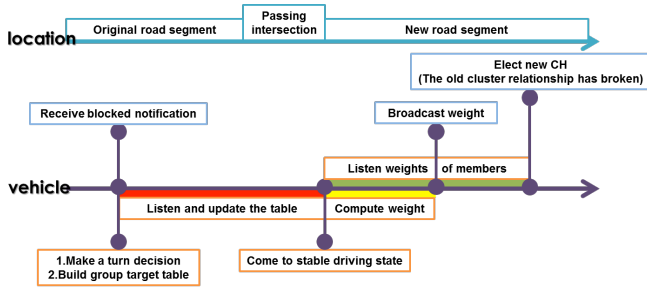 Passing
intersection
Original road segment
New road segment
location
Elect new CH
(The old cluster relationship has broken)
Receive blocked notification
Broadcast weight
Listen weights of members
vehicle
Listen and update the table
Compute weight
1.Make a turn decision
2.Build group target table
Come to stable driving state